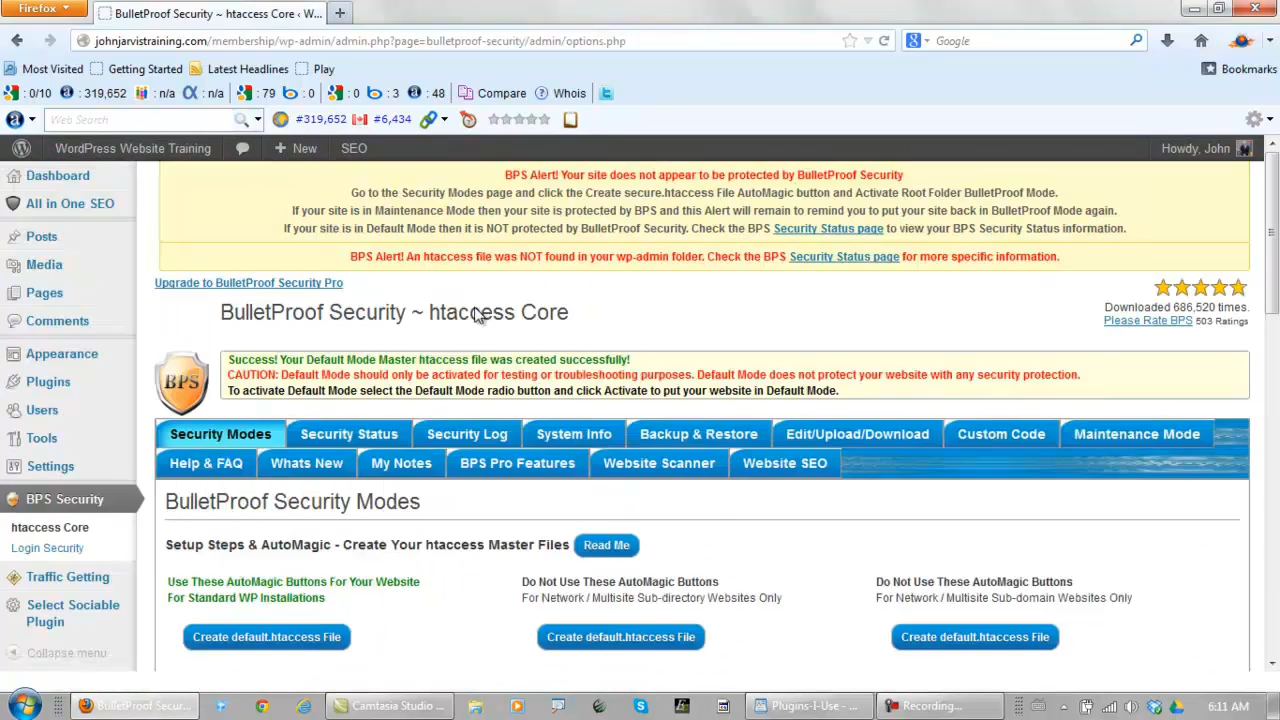 Firefox
BulletProof Security ~ htaccess Core ‹ W...
johnjarvistraining.com/membership/wp-admin/admin.php?page=bulletproof-security/admin/options.php
Google
Most Visited Getting Started Latest Headlines Play Bookmarks
: 0/10 : 319,652 : n/a : n/a : 79 : 0 : 0 : 3 : 48 Compare Whois
Web Search #319,652 #6,434
WordPress Website Training New SEO Howdy, John
Dashboard
All in One SEO
Posts
Media
Pages
Comments
Appearance
Plugins
Users
Tools
Settings
BPS Security
htaccess Core
Login Security
Traffic Getting
Select Sociable
Plugin
Collapse menu
BPS Alert! Your site does not appear to be protected by BulletProof Security
Go to the Security Modes page and click the Create secure.htaccess File AutoMagic button and Activate Root Folder BulletProof Mode.
If your site is in Maintenance Mode then your site is protected by BPS and this Alert will remain to remind you to put your site back in BulletProof Mode again.
If your site is in Default Mode then it is NOT protected by BulletProof Security. Check the BPS Security Status page to view your BPS Security Status information.
BPS Alert! An htaccess file was NOT found in your wp-admin folder. Check the BPS Security Status page for more specific information.
Upgrade to BulletProof Security Pro
BulletProof Security ~ htaccess Core
Downloaded 686,520 times.
Please Rate BPS 503 Ratings
BPS
Success! Your Default Mode Master htaccess file was created successfully!
CAUTION: Default Mode should only be activated for testing or troubleshooting purposes. Default Mode does not protect your website with any security protection.
To activate Default Mode select the Default Mode radio button and click Activate to put your website in Default Mode.
Security Modes Security Status Security Log System Info Backup & Restore Edit/Upload/Download Custom Code Maintenance Mode
Help & FAQ Whats New My Notes BPS Pro Features Website Scanner Website SEO
BulletProof Security Modes
Setup Steps & AutoMagic - Create Your htaccess Master Files Read Me
Use These AutoMagic Buttons For Your Website
For Standard WP Installations
Create default.htaccess File
Do Not Use These AutoMagic Buttons
For Network / Multisite Sub-directory Websites Only
Create default.htaccess File
Do Not Use These AutoMagic Buttons
For Network / Multisite Sub-domain Websites Only
Create default.htaccess File
BulletProof Secur... Camtasia Studio ... Plugins-I-Use - ... Recording... 6:11 AM